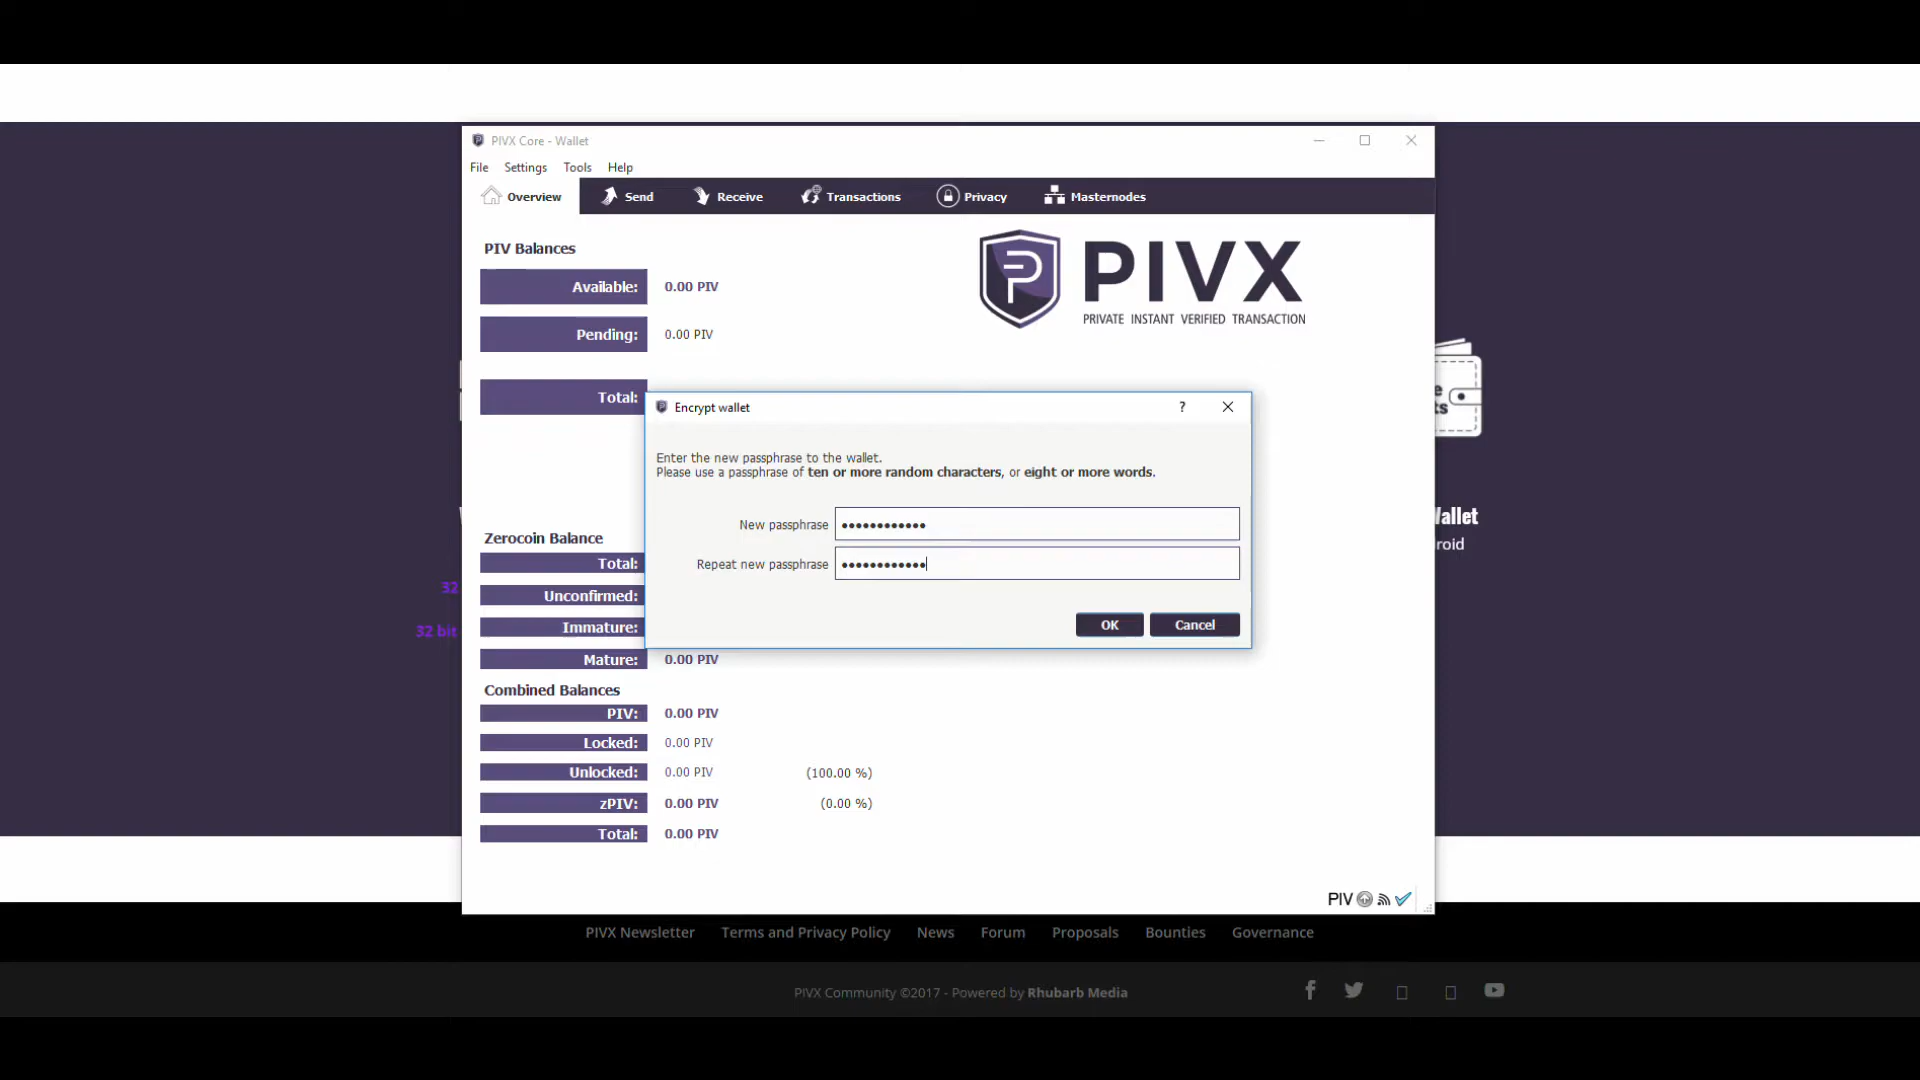 PIVX Core - Wallet
File Settings Tools Help
Overview Send Receive Transactions Privacy Masternodes
PIV Balances
Available: 0.00 PIV
Pending: 0.00 PIV
Total:
PIVX
PRIVATE INSTANT VERIFIED TRANSACTION
Encrypt wallet
?
Enter the new passphrase to the wallet.
Please use a passphrase of ten or more random characters, or eight or more words.
New passphrase ●●●●●●●●●●●●
Repeat new passphrase ●●●●●●●●●●●●
OK Cancel
Zerocoin Balance
Total:
Unconfirmed:
Immature:
Mature: 0.00 PIV
Combined Balances
PIV: 0.00 PIV
Locked: 0.00 PIV
Unlocked: 0.00 PIV (100.00 %)
zPIV: 0.00 PIV (0.00 %)
Total: 0.00 PIV
PIV
32
32 bit
Wallet
PIVX Newsletter Terms and Privacy Policy News Forum Proposals Bounties Governance
PIVX Community ©2017 - Powered by Rhubarb Media